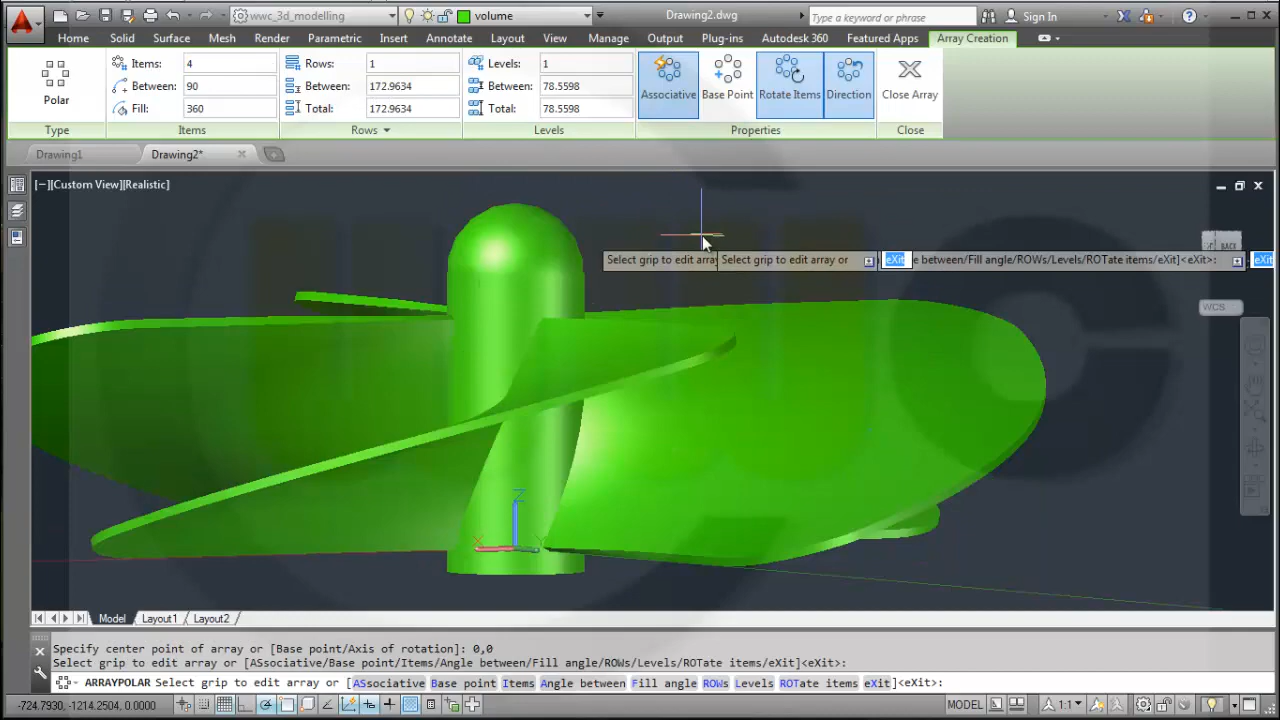 wwc_3d_modelling volume Drawing2.dwg Type a keyword or phrase Sign In
Home Solid Surface Mesh Render Parametric Insert Annotate Layout View Manage Output Plug-ins Autodesk 360 Featured Apps Array Creation
Items: 4 Rows: 1 Levels: 1
Between: 90 Between: 172.9634 Between: 78.5598
Fill: 360 Total: 172.9634 Total: 78.5598
Polar Associative Base Point Rotate Items Direction Close Array
Type Items Rows Levels Properties Close
Drawing1 Drawing2*
[−][Custom View][Realistic]
Select grip to edit array Select grip to edit array or eXit e between/Fill angle/ROWs/Levels/ROTate items/eXit]<eXit>: eXit
BACK
WCS
Z
X Y
Model Layout1 Layout2
Specify center point of array or [Base point/Axis of rotation]: 0,0
Select grip to edit array or [ASsociative/Base point/Items/Angle between/Fill angle/ROWs/Levels/ROTate items/eXit]<eXit>:
ARRAYPOLAR Select grip to edit array or [ASsociative Base point Items Angle between Fill angle ROWs Levels ROTate items eXit]<eXit>:
-724.7930, -1214.2504, 0.0000 MODEL 1:1